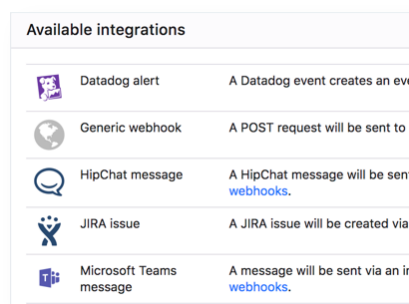 Available integrations
Datadog alert A Datadog event creates an
Generic webhook A POST request will be sent to
HipChat message A HipChat message will be
webhooks.
JIRA issue A JIRA issue will be created via
Microsoft Teams A message will be sent via an
message webhooks.